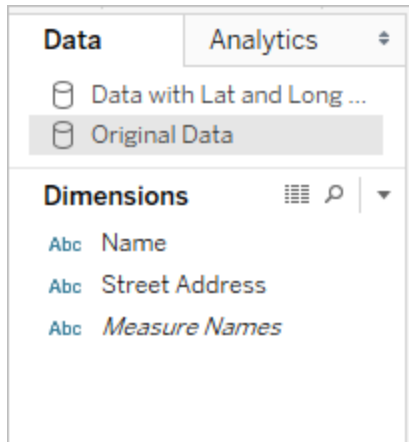 Data Analytics
Data with Lat and Long ...
Original Data
Dimensions
Abc Name
Abc Street Address
Abc Measure Names